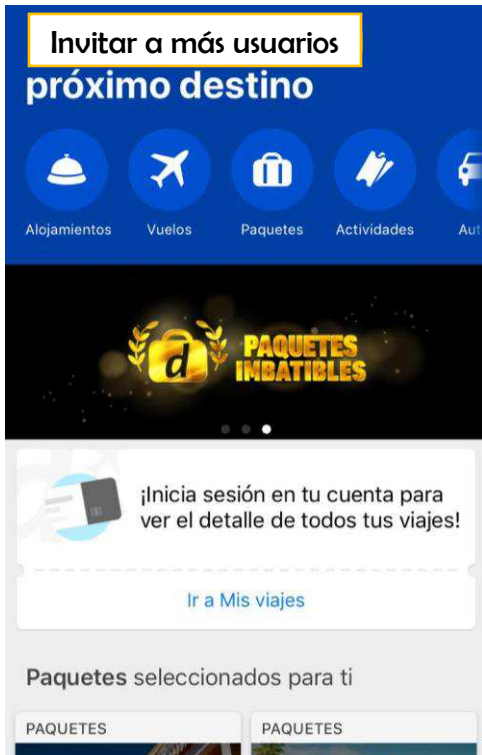 Invitar a más usuarios
próximo destino
Alojamientos
Vuelos
Paquetes
Actividades
Aut
d
PAQUETES
IMBATIBLES
¡Inicia sesión en tu cuenta para
ver el detalle de todos tus viajes!
Ir a Mis viajes
Paquetes seleccionados para ti
PAQUETES
PAQUETES